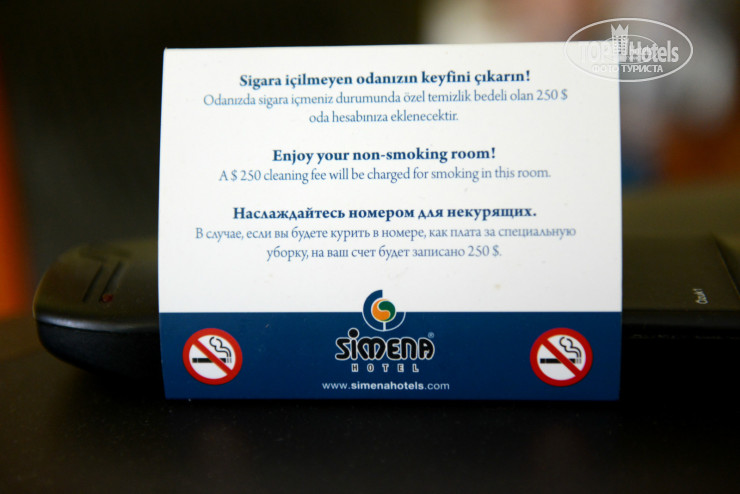 TOP Hotels
ФОТО ТУРИСТА
Sigara içilmeyen odanızın keyfini çıkarın!
Odanızda sigara içmeniz durumunda özel temizlik bedeli olan 250 $
oda hesabınıza eklenecektir.
Enjoy your non-smoking room!
A $ 250 cleaning fee will be charged for smoking in this room.
Наслаждайтесь номером для некурящих.
В случае, если вы будете курить в номере, как плата за специальную
уборку, на ваш счет будет записано 250 $.
SIMENA®
HOTEL
www.simenahotels.com